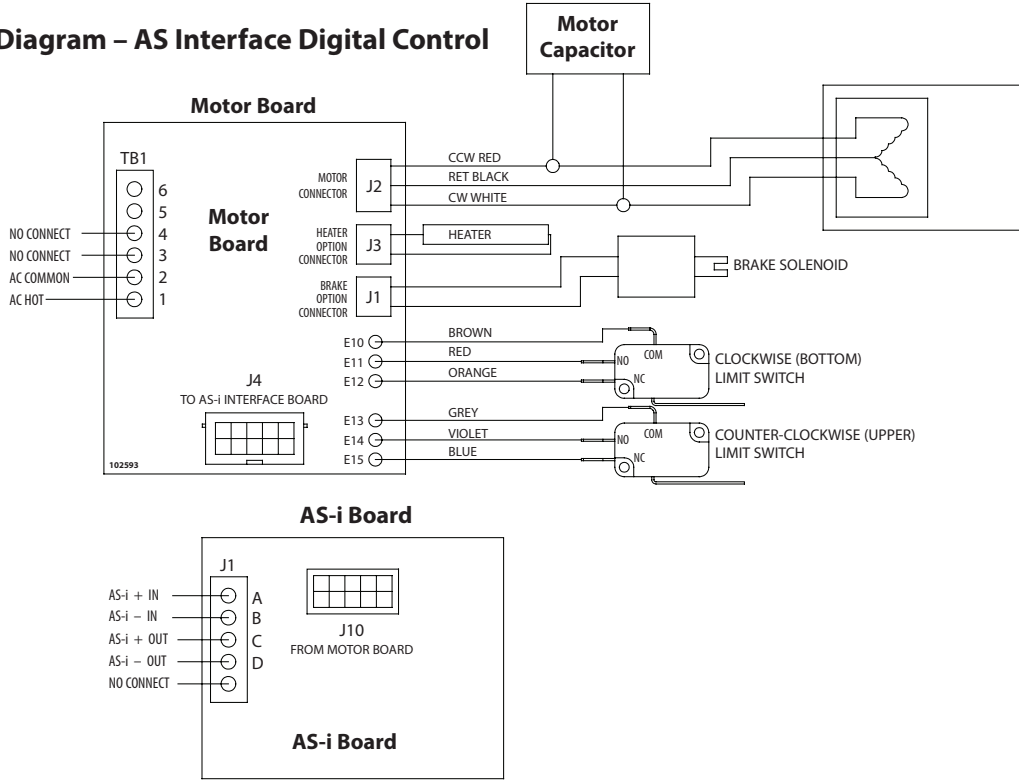 Diagram – AS Interface Digital Control
Motor
Capacitor
Motor Board
TB1
6
5
4
3
2
1
NO CONNECT
NO CONNECT
AC COMMON
AC HOT
Motor
Board
MOTOR
CONNECTOR
J2
CCW RED
RET BLACK
CW WHITE
HEATER
OPTION
CONNECTOR
J3
HEATER
BRAKE
OPTION
CONNECTOR
J1
BRAKE SOLENOID
E10
BROWN
E11
RED
E12
ORANGE
COM
NO
NC
CLOCKWISE (BOTTOM)
LIMIT SWITCH
E13
GREY
E14
VIOLET
E15
BLUE
COM
NO
NC
COUNTER-CLOCKWISE (UPPER)
LIMIT SWITCH
J4
TO AS-i INTERFACE BOARD
102593
AS-i Board
J1
AS-i + IN
A
AS-i – IN
B
AS-i + OUT
C
AS-i – OUT
D
NO CONNECT
J10
FROM MOTOR BOARD
AS-i Board